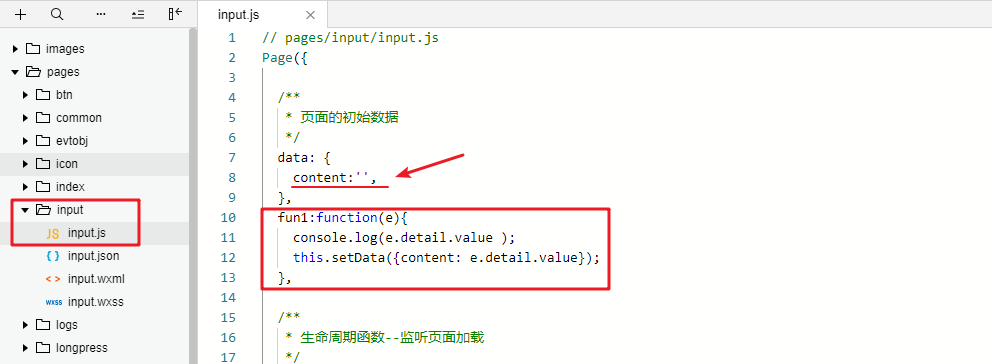 input.js
images
pages
btn
common
evtobj
icon
index
input
JS input.js
{ } input.json
< > input.wxml
wxss input.wxss
logs
longpress
1 // pages/input/input.js
2 Page({
3
4 /**
5 * 页面的初始数据
6 */
7 data: {
8 content:'',
9 },
10 fun1:function(e){
11 console.log(e.detail.value );
12 this.setData({content: e.detail.value});
13 },
14
15 /**
16 * 生命周期函数--监听页面加载
17 */